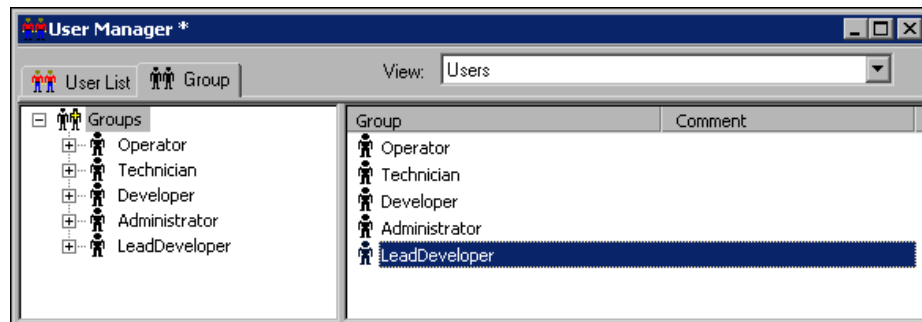 User Manager *
User List Group View: Users
Groups
Operator
Technician
Developer
Administrator
LeadDeveloper
Group Comment
Operator
Technician
Developer
Administrator
LeadDeveloper